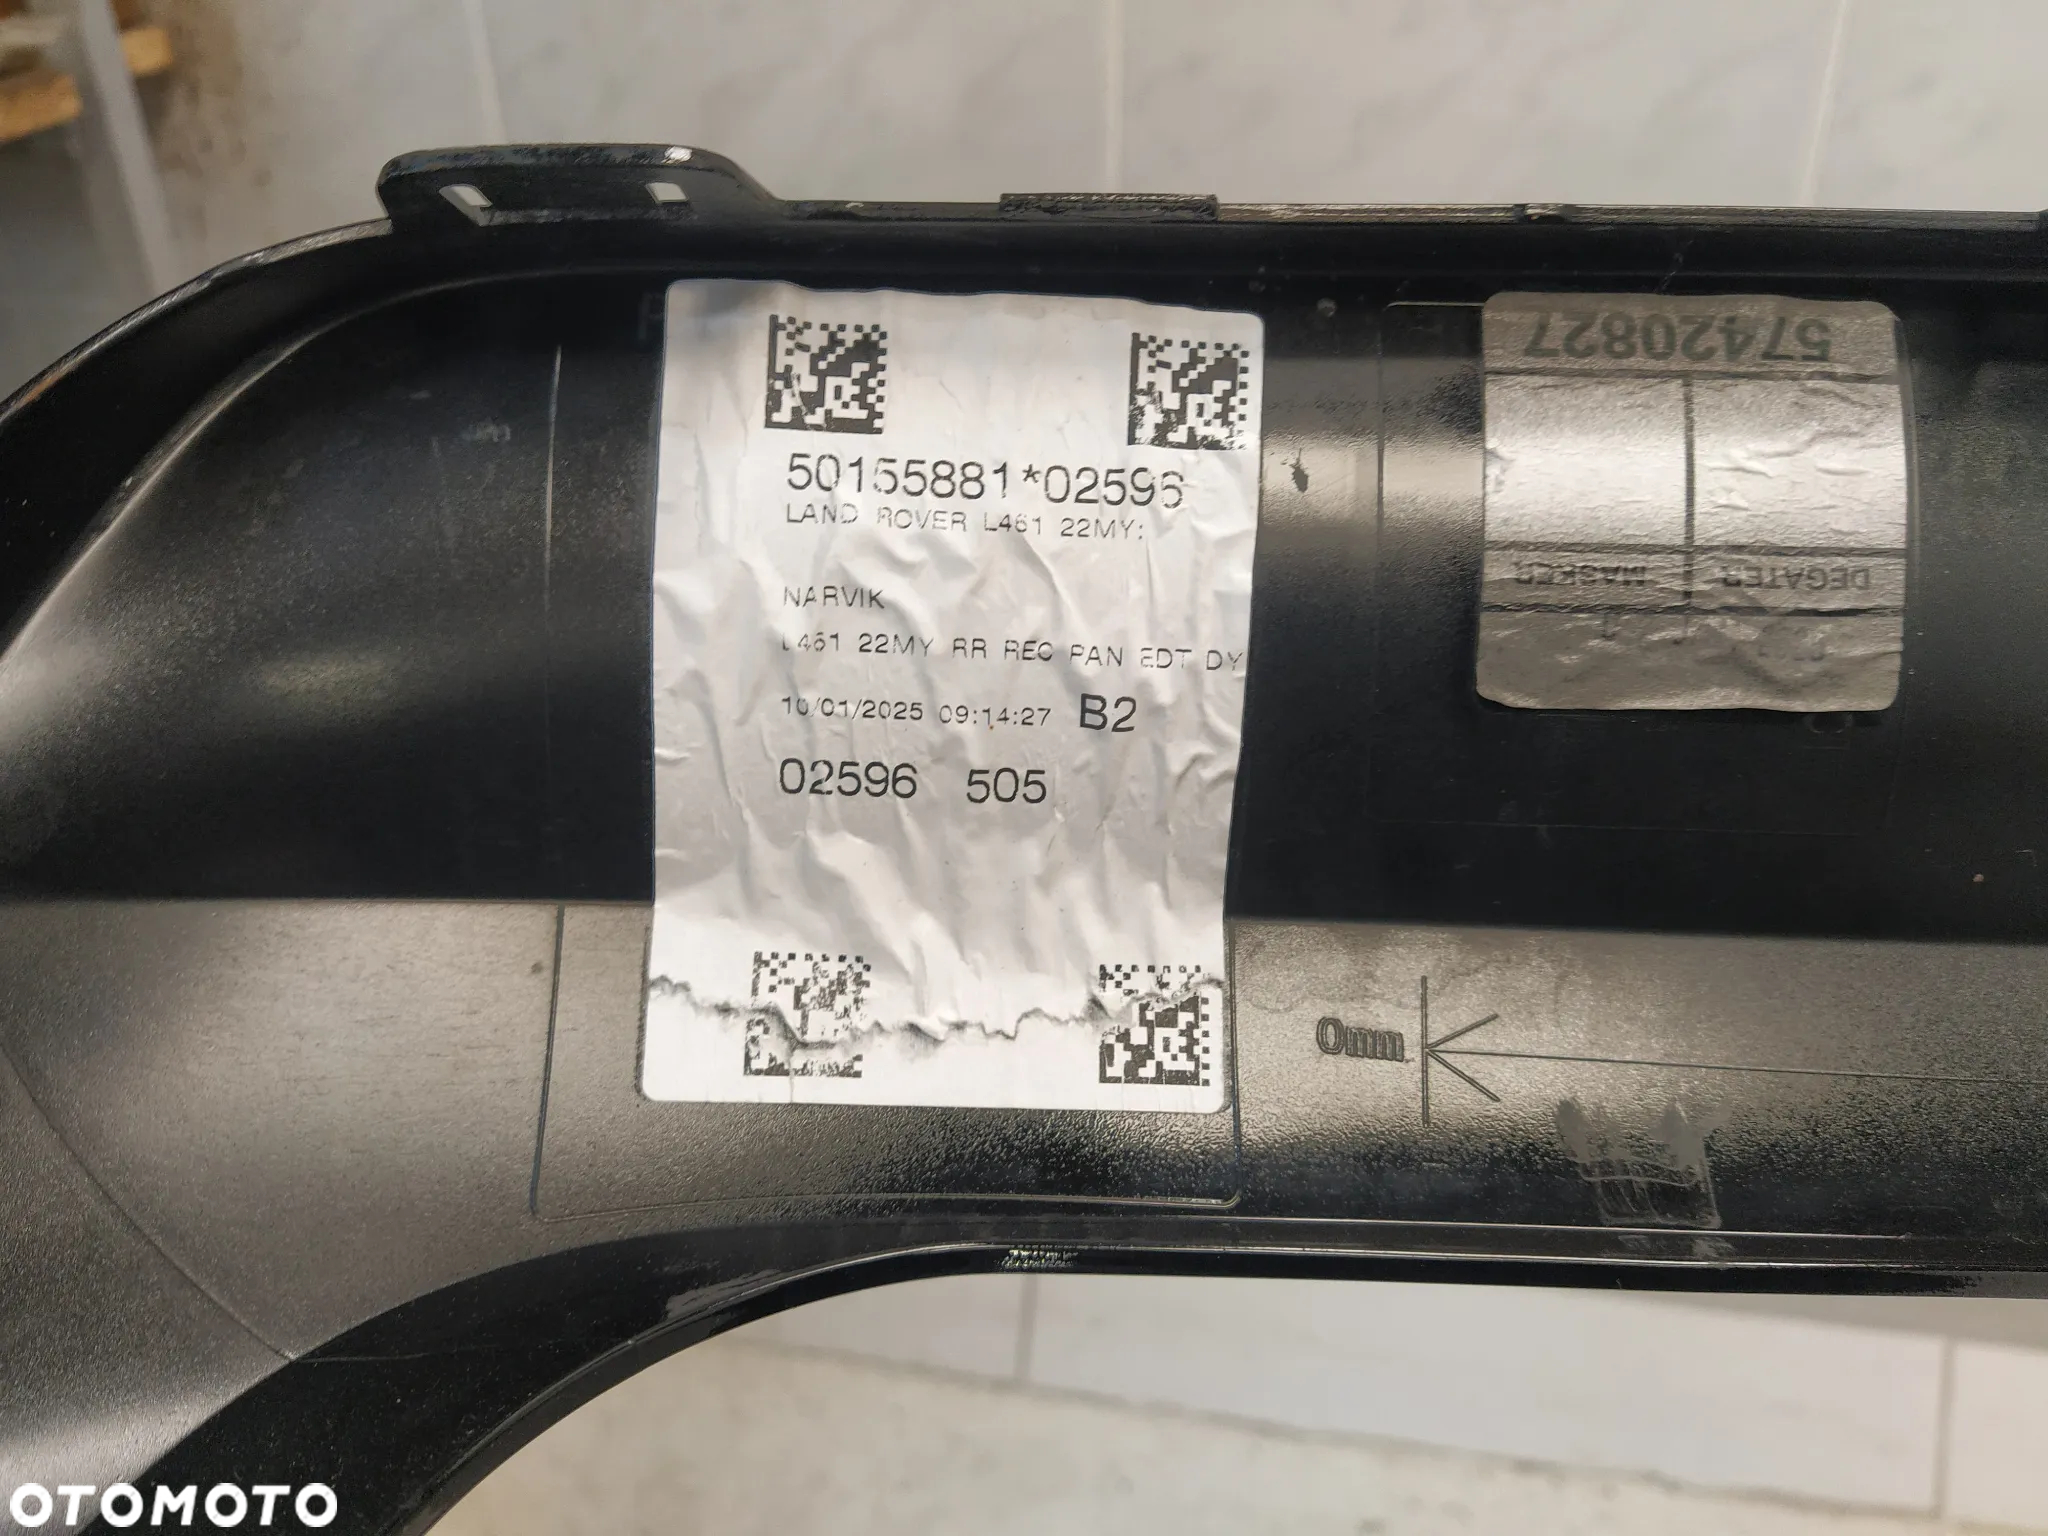 50155881*02596
LAND ROVER L461 22MY:
NARVIK
L461 22MY RR REC PAN EDT DY
10/01/2025 09:14:27 B2
02596 505
57420827
DEGATER MASKER
0mm
OTOMOTO